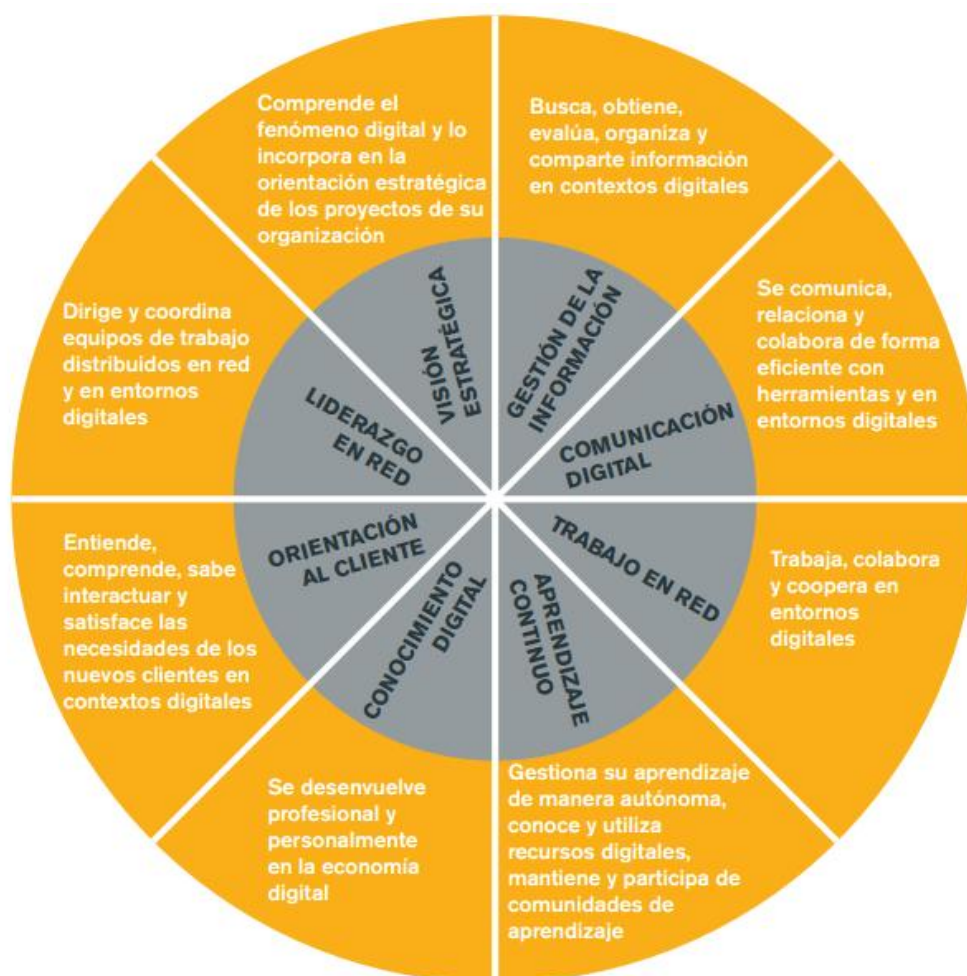 Comprende el
fenómeno digital y lo
incorpora en la
orientación estratégica
de los proyectos de su
organización
VISIÓN
ESTRATÉGICA
Busca, obtiene,
evalúa, organiza y
comparte información
en contextos digitales
GESTIÓN DE LA
INFORMACIÓN
Se comunica,
relaciona y
colabora de forma
eficiente con
herramientas y en
entornos digitales
COMUNICACIÓN
DIGITAL
Trabaja, colabora
y coopera en
entornos
digitales
TRABAJO EN RED
Gestiona su aprendizaje
de manera autónoma,
conoce y utiliza
recursos digitales,
mantiene y participa de
comunidades de
aprendizaje
APRENDIZAJE
CONTINUO
Se desenvuelve
profesional y
personalmente
en la economía
digital
CONOCIMIENTO
DIGITAL
Entiende,
comprende, sabe
interactuar y
satisface las
necesidades de los
nuevos clientes en
contextos digitales
ORIENTACIÓN
AL CLIENTE
Dirige y coordina
equipos de trabajo
distribuidos en red
y en entornos
digitales
LIDERAZGO
EN RED